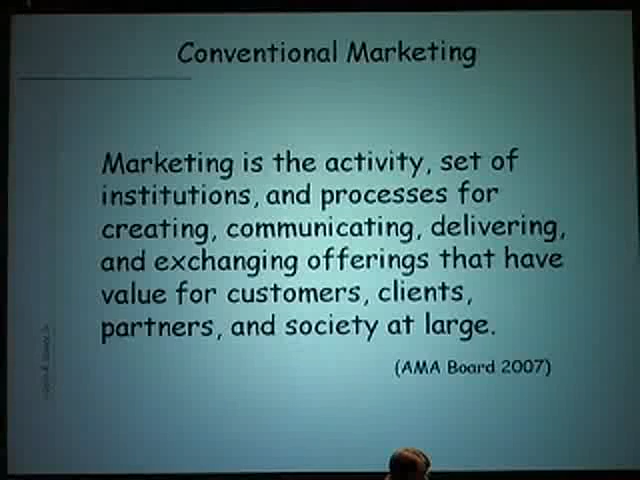 Conventional Marketing
Marketing is the activity, set of
institutions, and processes for
creating, communicating, delivering,
and exchanging offerings that have
value for customers, clients,
partners, and society at large.
(AMA Board 2007)